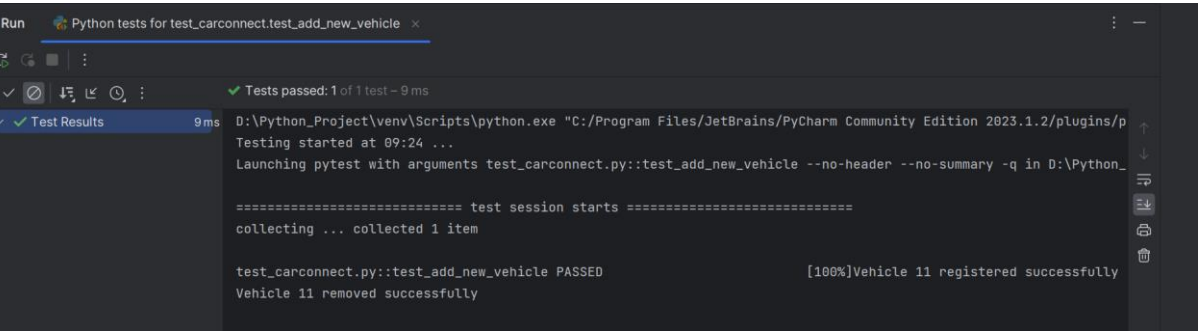 Run Python tests for test_carconnect.test_add_new_vehicle ×
Tests passed: 1 of 1 test – 9 ms
Test Results 9 ms
D:\Python_Project\venv\Scripts\python.exe "C:/Program Files/JetBrains/PyCharm Community Edition 2023.1.2/plugins/p
Testing started at 09:24 ...
Launching pytest with arguments test_carconnect.py::test_add_new_vehicle --no-header --no-summary -q in D:\Python_
============================= test session starts =============================
collecting ... collected 1 item
test_carconnect.py::test_add_new_vehicle PASSED [100%]Vehicle 11 registered successfully
Vehicle 11 removed successfully